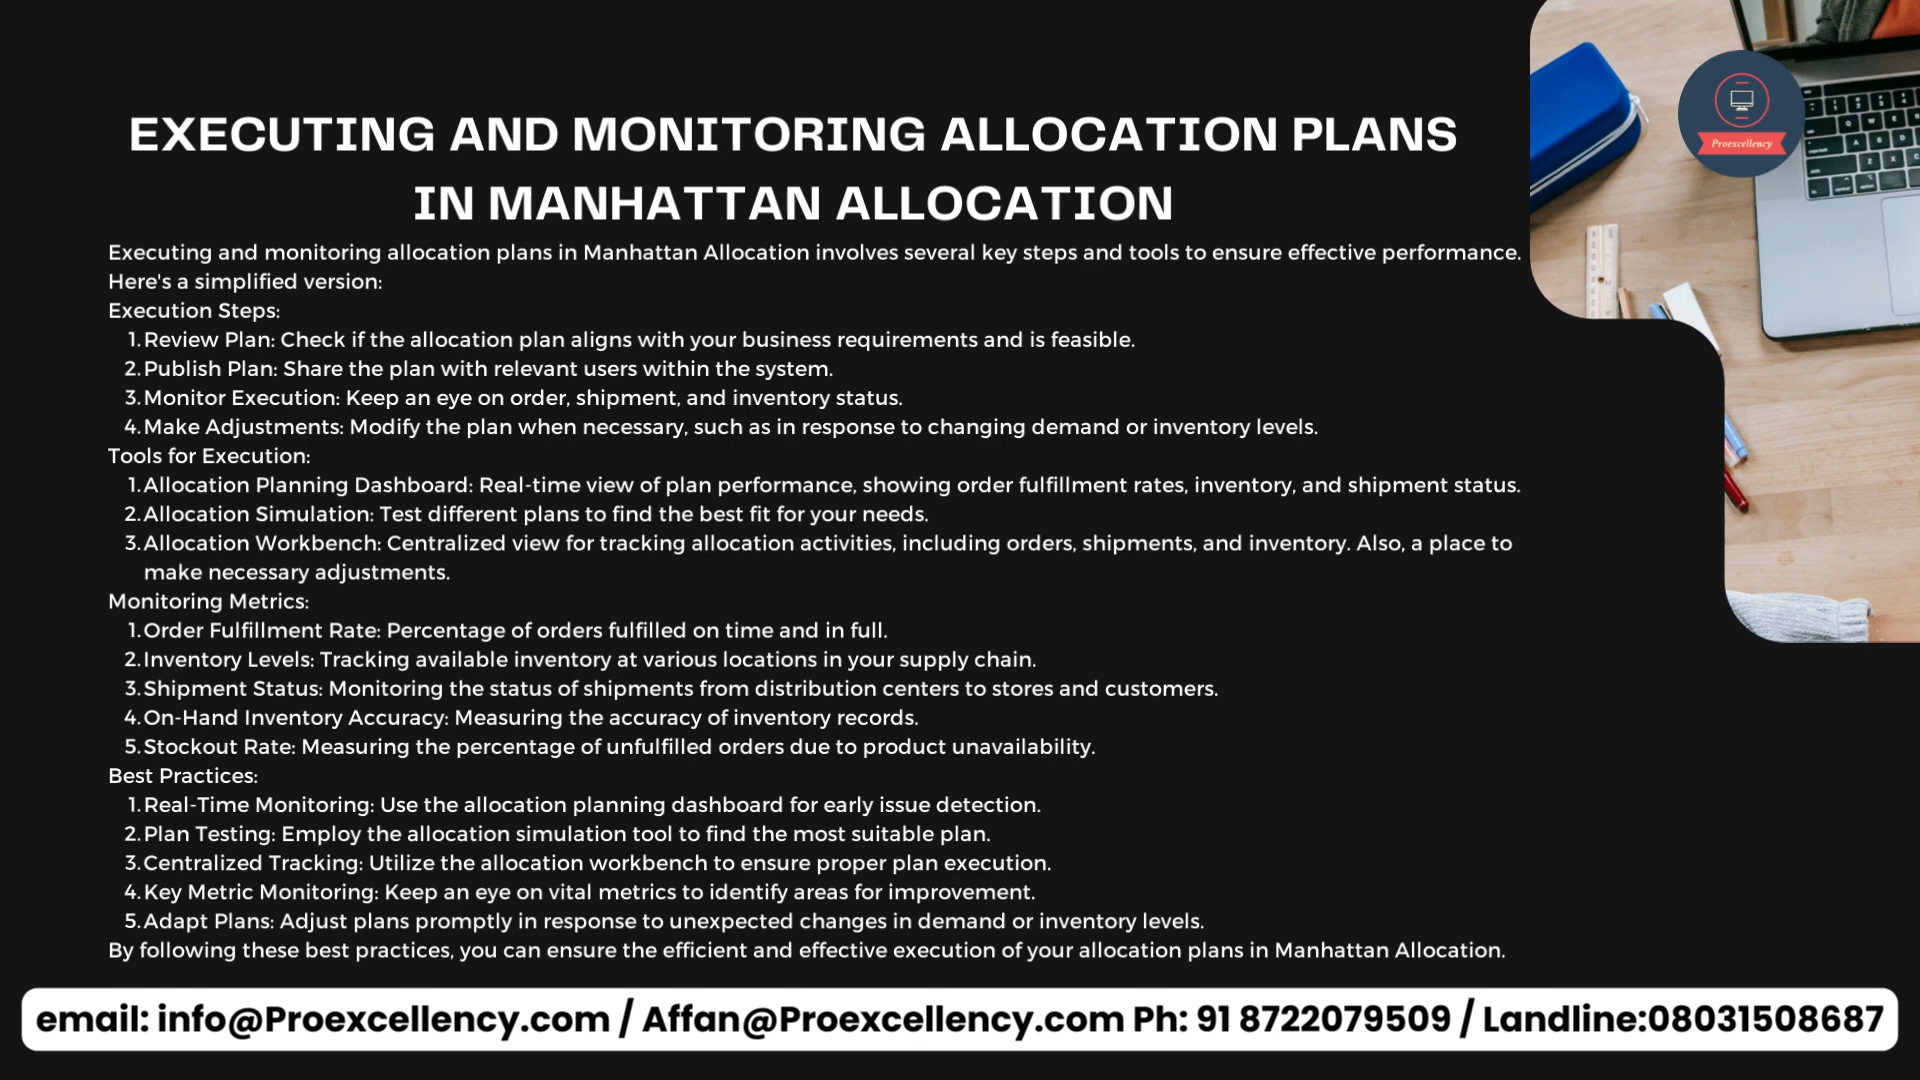 EXECUTING AND MONITORING ALLOCATION PLANS
IN MANHATTAN ALLOCATION
Proexcellency
Executing and monitoring allocation plans in Manhattan Allocation involves several key steps and tools to ensure effective performance.
Here's a simplified version:
Execution Steps:
1. Review Plan: Check if the allocation plan aligns with your business requirements and is feasible.
2. Publish Plan: Share the plan with relevant users within the system.
3. Monitor Execution: Keep an eye on order, shipment, and inventory status.
4. Make Adjustments: Modify the plan when necessary, such as in response to changing demand or inventory levels.
Tools for Execution:
1. Allocation Planning Dashboard: Real-time view of plan performance, showing order fulfillment rates, inventory, and shipment status.
2. Allocation Simulation: Test different plans to find the best fit for your needs.
3. Allocation Workbench: Centralized view for tracking allocation activities, including orders, shipments, and inventory. Also, a place to
make necessary adjustments.
Monitoring Metrics:
1. Order Fulfillment Rate: Percentage of orders fulfilled on time and in full.
2. Inventory Levels: Tracking available inventory at various locations in your supply chain.
3. Shipment Status: Monitoring the status of shipments from distribution centers to stores and customers.
4. On-Hand Inventory Accuracy: Measuring the accuracy of inventory records.
5. Stockout Rate: Measuring the percentage of unfulfilled orders due to product unavailability.
Best Practices:
1. Real-Time Monitoring: Use the allocation planning dashboard for early issue detection.
2. Plan Testing: Employ the allocation simulation tool to find the most suitable plan.
3. Centralized Tracking: Utilize the allocation workbench to ensure proper plan execution.
4. Key Metric Monitoring: Keep an eye on vital metrics to identify areas for improvement.
5. Adapt Plans: Adjust plans promptly in response to unexpected changes in demand or inventory levels.
By following these best practices, you can ensure the efficient and effective execution of your allocation plans in Manhattan Allocation.
email: info@Proexcellency.com / Affan@Proexcellency.com Ph: 91 8722079509 / Landline:08031508687